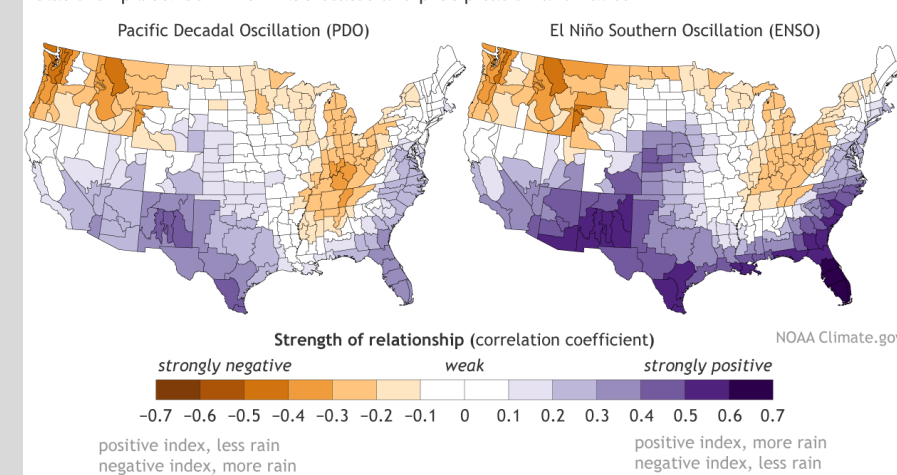 Pacific Decadal Oscillation (PDO)
El Niño Southern Oscillation (ENSO)
Strength of relationship (correlation coefficient)
NOAA Climate.gov
strongly negative weak strongly positive
−0.7 −0.6 −0.5 −0.4 −0.3 −0.2 −0.1 0 0.1 0.2 0.3 0.4 0.5 0.6 0.7
positive index, less rain
negative index, more rain
positive index, more rain
negative index, less rain